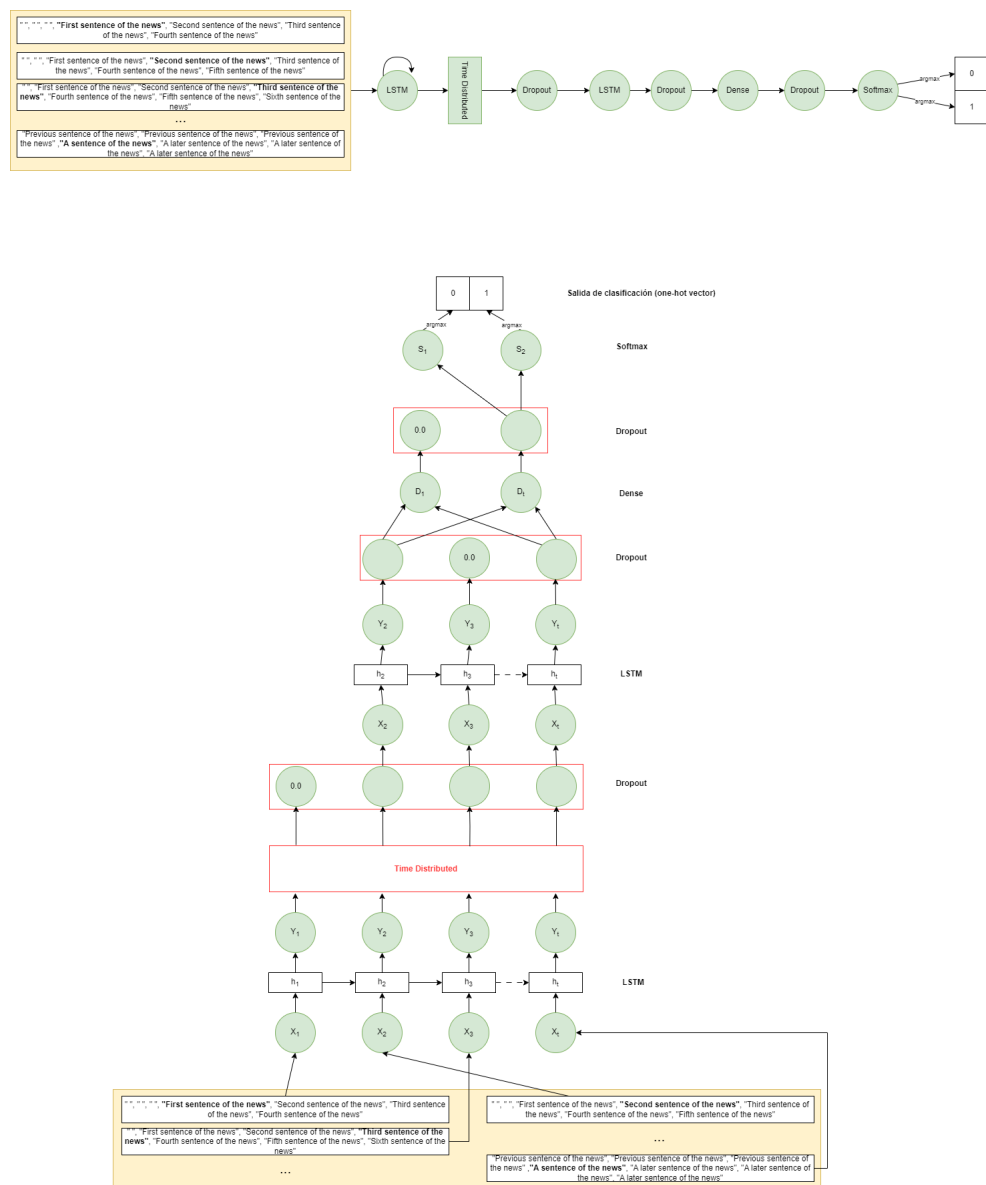 " ", " ", " ", "First sentence of the news", "Second sentence of the news", "Third sentence
of the news", "Fourth sentence of the news"
" ", " ", "First sentence of the news", "Second sentence of the news", "Third sentence of
the news", "Fourth sentence of the news", "Fifth sentence of the news"
" ", "First sentence of the news", "Second sentence of the news", "Third sentence of the
news", "Fourth sentence of the news", "Fifth sentence of the news", "Sixth sentence of the
news"
...
"Previous sentence of the news", "Previous sentence of the news", "Previous sentence of
the news" ,"A sentence of the news", "A later sentence of the news", "A later sentence of
the news", "A later sentence of the news"
LSTM
Time Distributed
Dropout
LSTM
Dropout
Dense
Dropout
Softmax
argmax
argmax
0
1
0 1 Salida de clasificación (one-hot vector)
argmax argmax
S1 S2 Softmax
0.0 Dropout
D1 Dt Dense
0.0 Dropout
Y2 Y3 Yt
h2 h3 ht LSTM
X2 X3 Xt
0.0 Dropout
Time Distributed
Y1 Y2 Y3 Yt
h1 h2 h3 ht LSTM
X1 X2 X3 Xt
" ", " ", " ", "First sentence of the news", "Second sentence of the news", "Third sentence
of the news", "Fourth sentence of the news"
" ", "First sentence of the news", "Second sentence of the news", "Third sentence of the
news", "Fourth sentence of the news", "Fifth sentence of the news", "Sixth sentence of the
news"
...
" ", " ", "First sentence of the news", "Second sentence of the news", "Third sentence of
the news", "Fourth sentence of the news", "Fifth sentence of the news"
...
"Previous sentence of the news", "Previous sentence of the news", "Previous sentence of
the news" ,"A sentence of the news", "A later sentence of the news", "A later sentence of
the news", "A later sentence of the news"